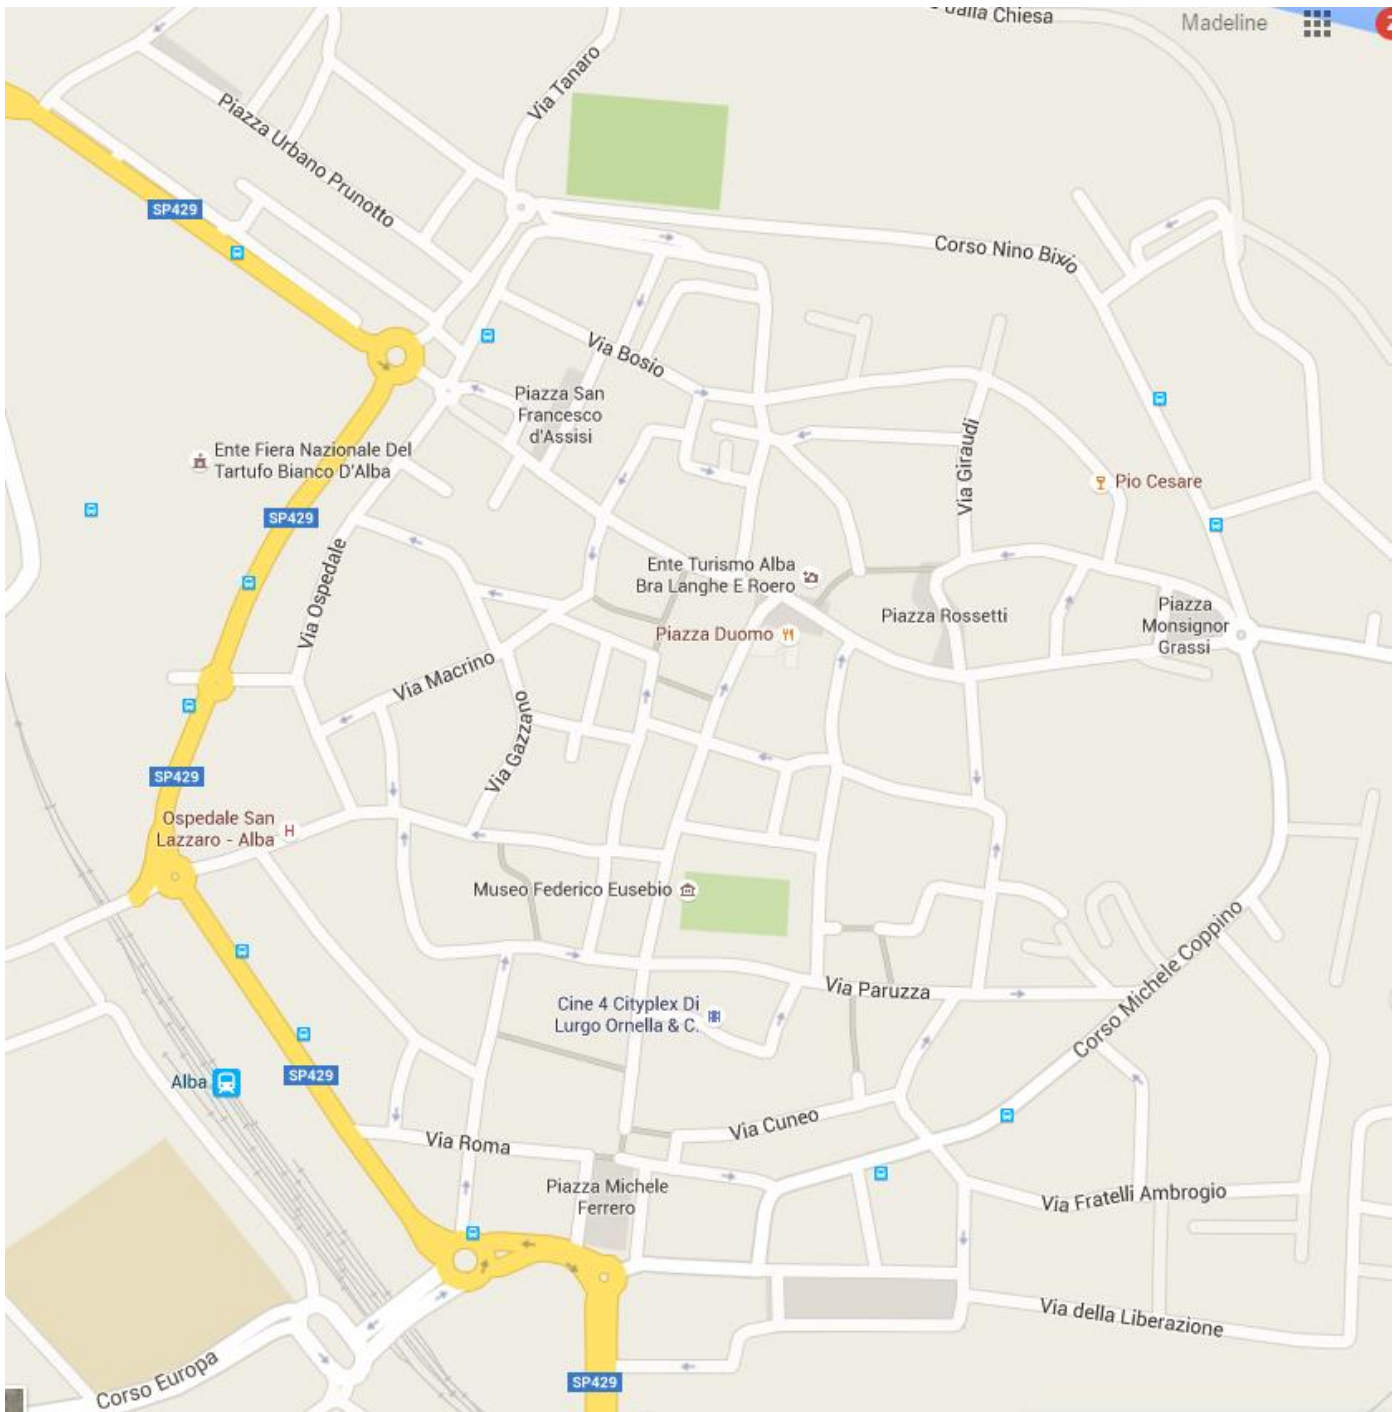 dalla Chiesa
Madeline
Via Tanaro
Piazza Urbano Prunotto
SP429
Corso Nino Bixio
Via Bosio
Piazza San
Francesco
d'Assisi
Via Giraudi
Ente Fiera Nazionale Del
Tartufo Bianco D'Alba
Pio Cesare
SP429
Via Ospedale
Ente Turismo Alba
Bra Langhe E Roero
Piazza Duomo
Piazza Rossetti
Piazza
Monsignor
Grassi
Via Macrino
Via Gazzano
SP429
Ospedale San
Lazzaro - Alba
H
Museo Federico Eusebio
Via Paruzza
Corso Michele Coppino
Cine 4 Cityplex Di
Lurgo Ornella & C.
Alba
SP429
Via Roma
Via Cuneo
Piazza Michele
Ferrero
Via Fratelli Ambrogio
Via della Liberazione
Corso Europa
SP429